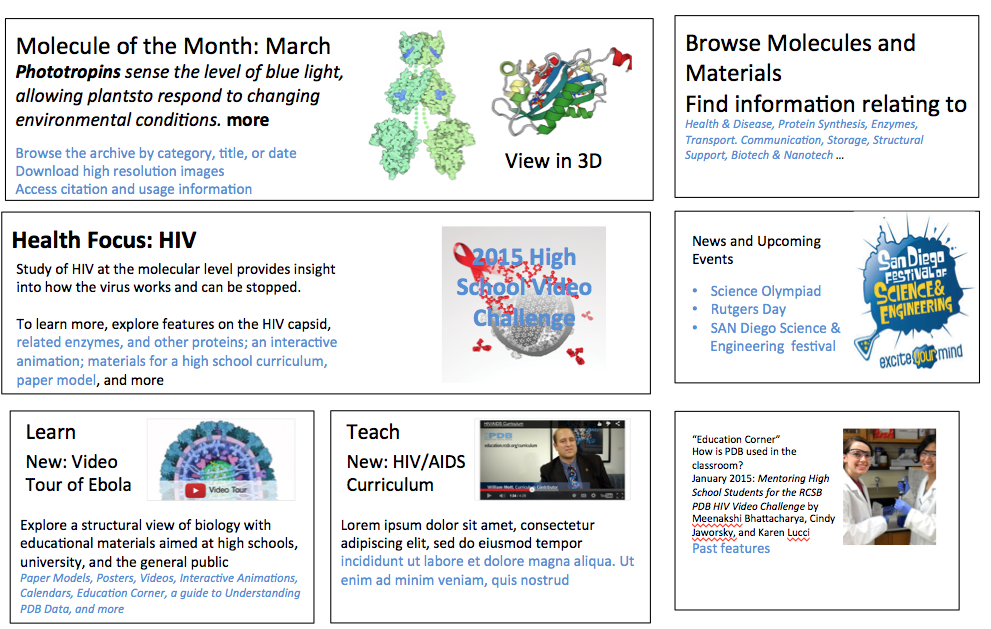 Molecule of the Month: March
Phototropins sense the level of blue light,
allowing plantsto respond to changing
environmental conditions. more
Browse the archive by category, title, or date
Download high resolution images
Access citation and usage information
View in 3D
Browse Molecules and
Materials
Find information relating to
Health & Disease, Protein Synthesis, Enzymes,
Transport. Communication, Storage, Structural
Support, Biotech & Nanotech ...
Health Focus: HIV
Study of HIV at the molecular level provides insight
into how the virus works and can be stopped.
To learn more, explore features on the HIV capsid,
related enzymes, and other proteins; an interactive
animation; materials for a high school curriculum,
paper model, and more
2015 High
School Video
Challenge
News and Upcoming
Events
• Science Olympiad
• Rutgers Day
• SAN Diego Science &
Engineering festival
San Diego
FESTIVAL OF
SCIENCE &
ENGINEERING
excite your mind
Learn
New: Video
Tour of Ebola
Video Tour
Explore a structural view of biology with
educational materials aimed at high schools,
university, and the general public
Paper Models, Posters, Videos, Interactive Animations,
Calendars, Education Corner, a guide to Understanding
PDB Data, and more
Teach
New: HIV/AIDS
Curriculum
HIV/AIDS Curriculum
PDB
education.rcsb.org/curriculum
Lorem ipsum dolor sit amet, consectetur
adipiscing elit, sed do eiusmod tempor
incididunt ut labore et dolore magna aliqua. Ut
enim ad minim veniam, quis nostrud
“Education Corner”
How is PDB used in the
classroom?
January 2015: Mentoring High
School Students for the RCSB
PDB HIV Video Challenge by
Meenakshi Bhattacharya, Cindy
Jaworsky, and Karen Lucci
Past features